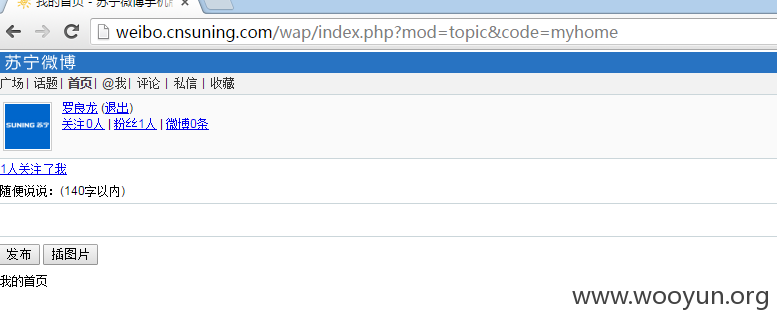 我的首页 - 苏宁微博手机
weibo.cnsuning.com/wap/index.php?mod=topic&code=myhome
苏宁微博
广场| 话题| 首页| @我| 评论 | 私信 | 收藏
SUNING 苏宁
罗良龙 (退出)
关注0人 | 粉丝1人 | 微博0条
1人关注了我
随便说说：(140字以内)
发布 插图片
我的首页
www.wooyun.org